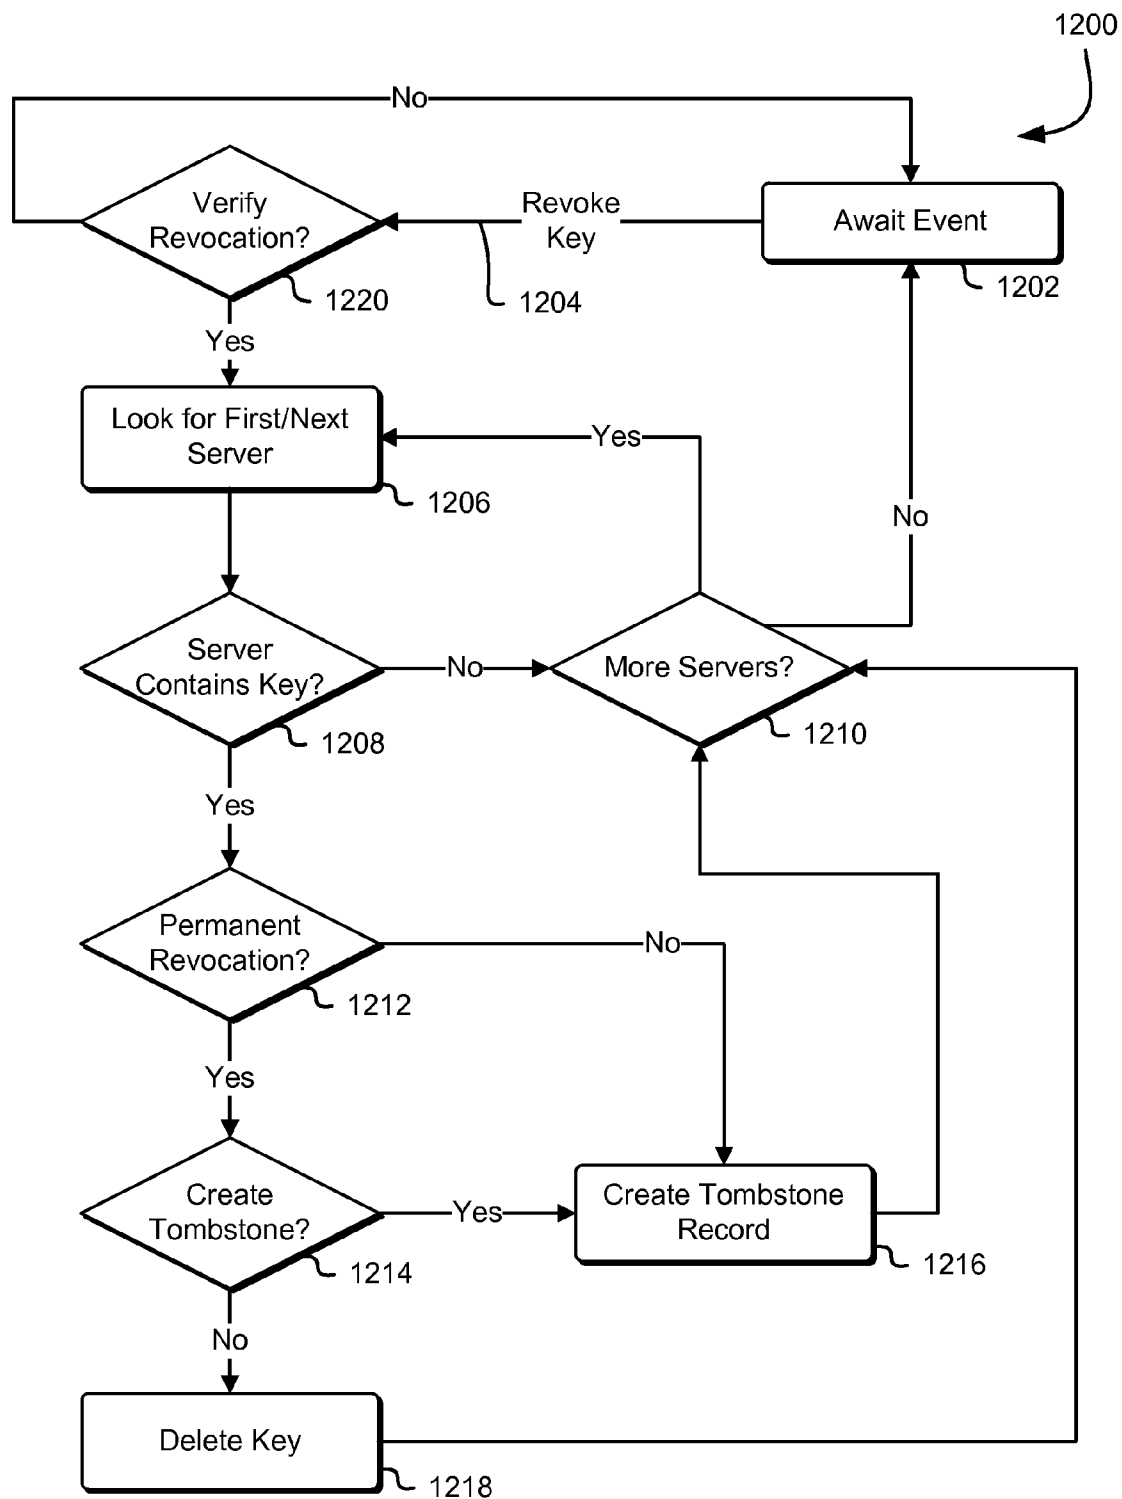 1200
No
Verify
Revocation?
Revoke
Key
Await Event
1220
1204
1202
Yes
Look for First/Next
Server
Yes
1206
No
Server
Contains Key?
No
More Servers?
1208
1210
Yes
Permanent
Revocation?
No
1212
Yes
Create
Tombstone?
Yes
Create Tombstone
Record
1214
1216
No
Delete Key
1218